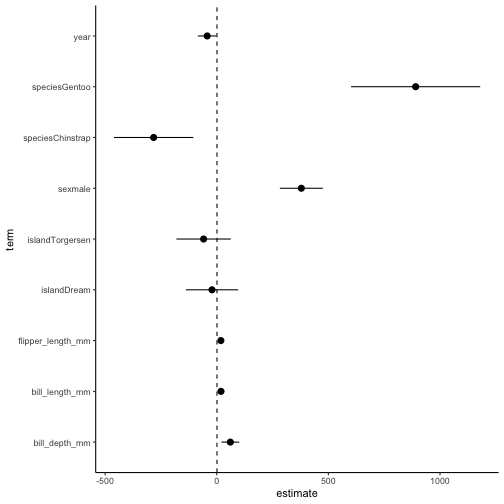 year
speciesGentoo
speciesChinstrap
sexmale
islandTorgersen
islandDream
flipper_length_mm
bill_length_mm
bill_depth_mm
term
-500 0 500 1000
estimate